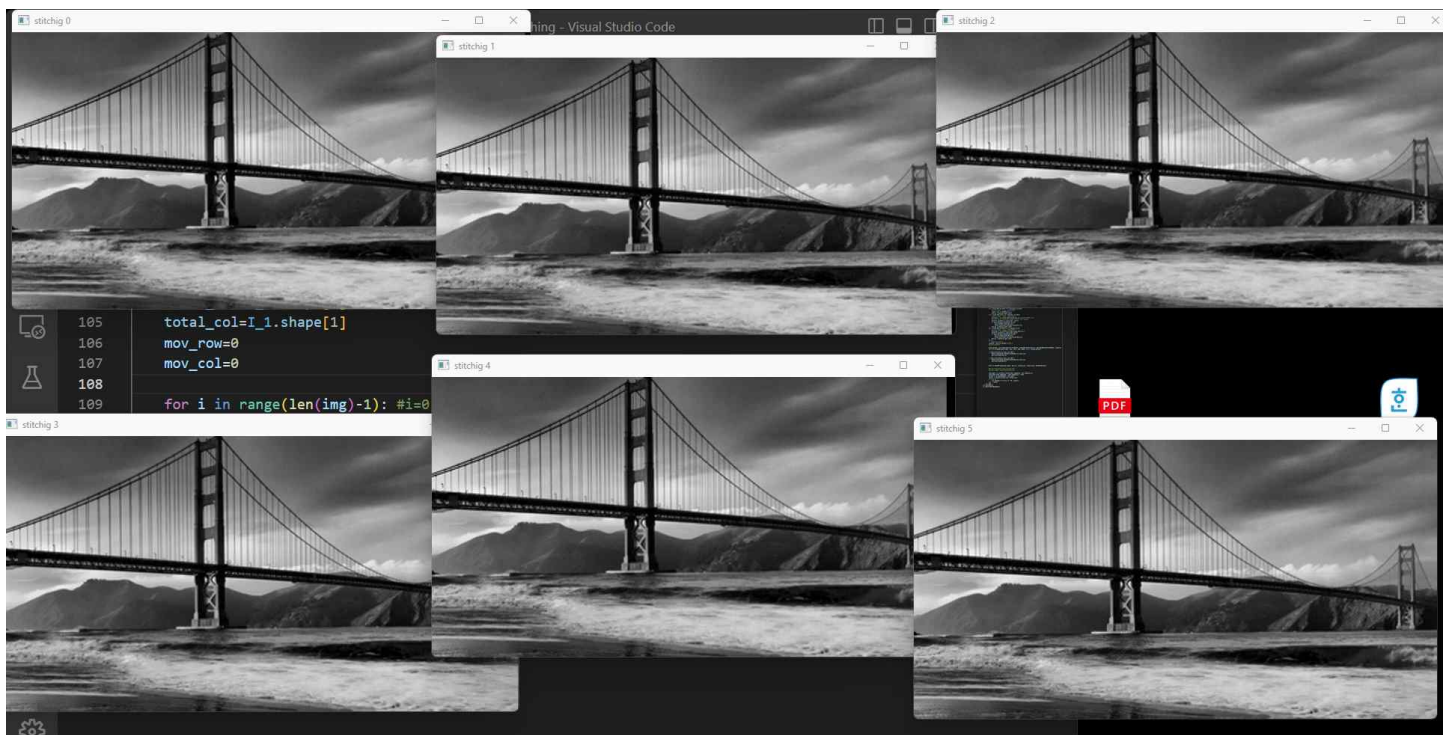 stitchig 0
hing - Visual Studio Code
stitchig 2
stitchig 1
105 total_col=I_1.shape[1]
106 mov_row=0
107 mov_col=0
108
109 for i in range(len(img)-1): #i=0
stitchig 4
PDF
한
stitchig 3
stitchig 5